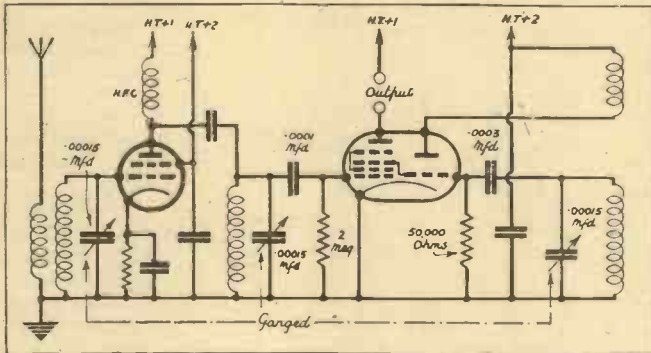 H.T.+1
H.T.+2
H.T.+1
H.T.+2
H.F.C
Output
.00015
Mfd
.0001
Mfd
.0003
Mfd
.00015
Mfd
.00015
Mfd
2
Meg
50,000
Ohms
Ganged